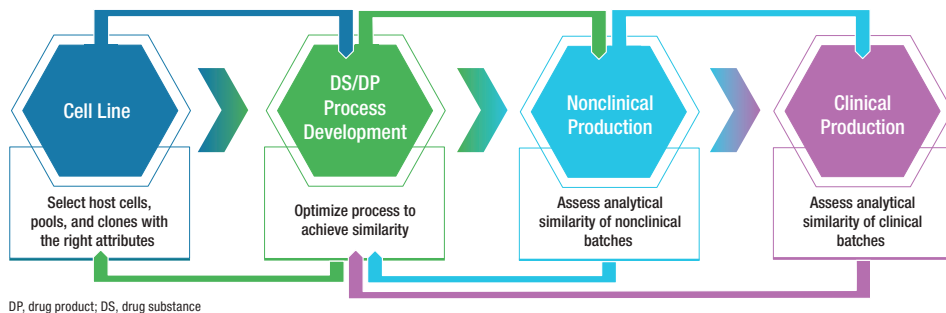 Cell Line
DS/DP
Process
Development
Nonclinical
Production
Clinical
Production
Select host cells,
pools, and clones with
the right attributes
Optimize process to
achieve similarity
Assess analytical
similarity of nonclinical
batches
Assess analytical
similarity of clinical
batches
DP, drug product; DS, drug substance